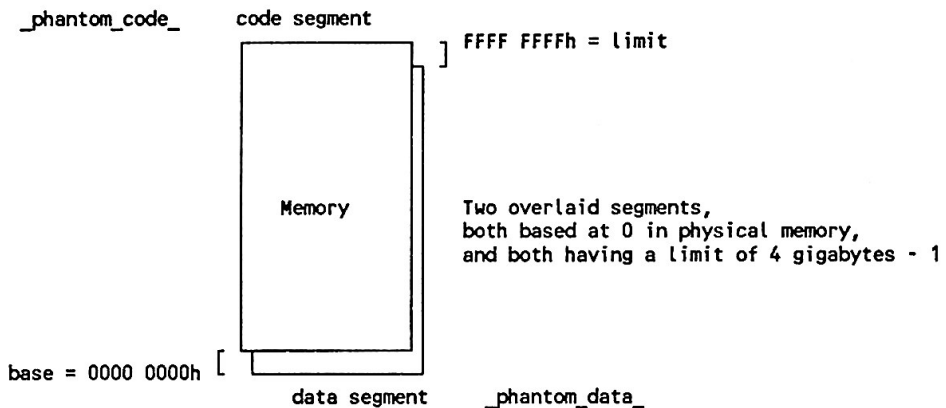 _phantom_code_ code segment
FFFF FFFFh = limit
Memory
Two overlaid segments,
both based at 0 in physical memory,
and both having a limit of 4 gigabytes - 1
base = 0000 0000h
data segment _phantom_data_